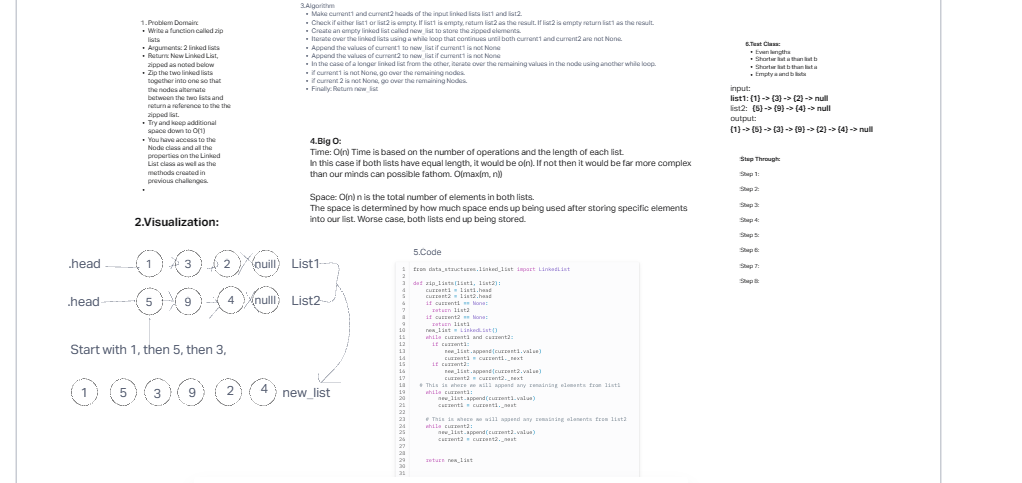 1. Problem Domain:
• Write a function called zip
lists
• Arguments: 2 linked lists
• Return: New Linked List,
zipped as noted below
• Zip the two linked lists
together into one so that
the nodes alternate
between the two lists and
return a reference to the the
zipped list.
• Try and keep additional
space down to O(1)
• You have access to the
Node class and all the
properties on the Linked
List class as well as the
methods created in
previous challenges.
•
3.Algorithm
• Make current1 and current2 heads of the input linked lists list1 and list2.
• Check if either list1 or list2 is empty. If list1 is empty, return list2 as the result. If list2 is empty return list1 as the result.
• Create an empty linked list called new_list to store the zipped elements.
• Iterate over the linked lists using a while loop that continues until both current1 and current2 are not None.
• Append the values of current1 to new_list if current1 is not None
• Append the values of current2 to new_list if current1 is not None
• In the case of a longer linked list from the other, iterate over the remaining values in the node using another while loop.
• if current1 is not None, go over the remaining nodes.
• if current 2 is not None, go over the remaining Nodes.
• Finally: Return new_list
4.Big O:
Time: O(n) Time is based on the number of operations and the length of each list.
In this case if both lists have equal length, it would be o(n). If not then it would be far more complex
than our minds can possible fathom. O(max(m, n))
Space: O(n) n is the total number of elements in both lists.
The space is determined by how much space ends up being used after storing specific elements
into our list. Worse case, both lists end up being stored.
6.Test Class:
• Even lengths
• Shorter list a than list b
• Shorter list b than list a
• Empty a and b lists
input:
list1: {1} -> {3} -> {2} -> null
list2: {5} -> {9} -> {4} -> null
output:
{1} -> {5} -> {3} -> {9} -> {2} -> {4} -> null
Step Through:
Step 1:
Step 2:
Step 3:
Step 4:
Step 5:
Step 6:
Step 7:
Step 8:
2.Visualization:
.head 1 3 2 nuill List1
.head 5 9 4 nulll List2
Start with 1, then 5, then 3,
1 5 3 9 2 4 new_list
5.Code
1 from data_structures.linked_list import LinkedList
2
3 def zip_lists(list1, list2):
4 current1 = list1.head
5 current2 = list2.head
6 if current1 == None:
7 return list2
8 if current2 == None:
9 return list1
10 new_list = LinkedList()
11 while current1 and current2:
12 if current1:
13 new_list.append(current1.value)
14 current1 = current1._next
15 if current2:
16 new_list.append(current2.value)
17 current2 = current2._next
18 # This is where we will append any remaining elements from list1
19 while current1:
20 new_list.append(current1.value)
21 current1 = current1._next
22
23 # This is where we will append any remaining elements from list2
24 while current2:
25 new_list.append(current2.value)
26 current2 = current2._next
27
28
29 return new_list
30
31